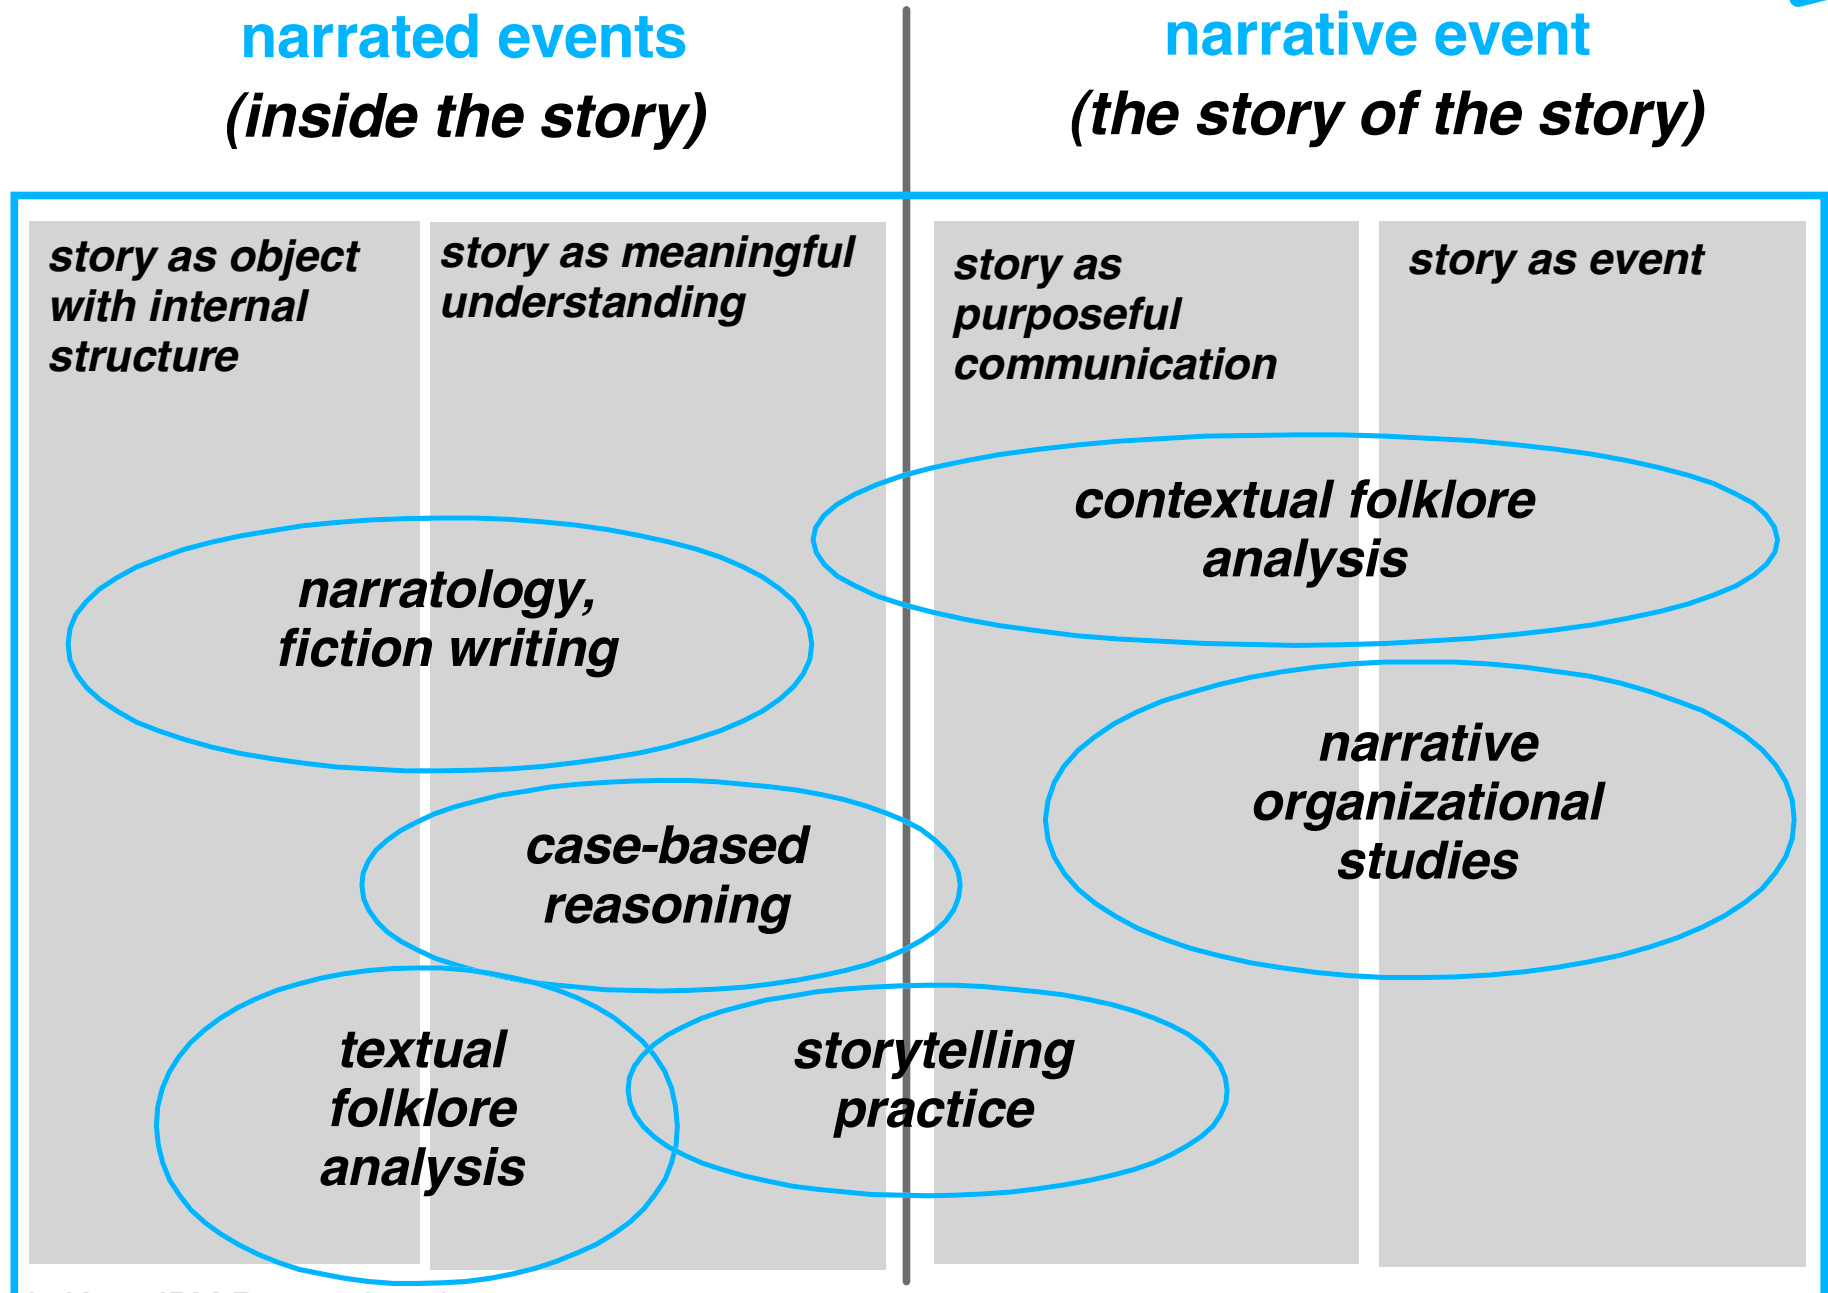 narrated events
(inside the story)
narrative event
(the story of the story)
story as object
with internal
structure
story as meaningful
understanding
story as
purposeful
communication
story as event
contextual folklore
analysis
narratology,
fiction writing
narrative
organizational
studies
case-based
reasoning
textual
folklore
analysis
storytelling
practice